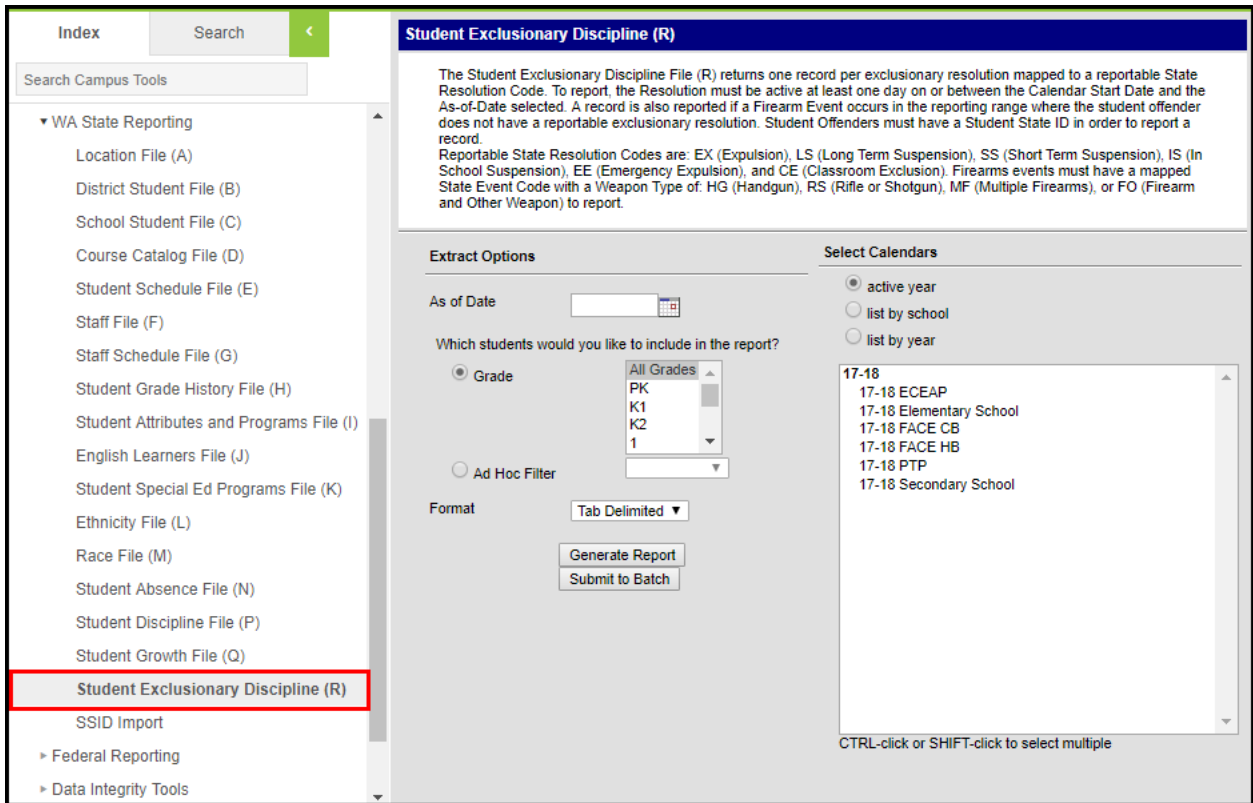 Index
Search
<
Search Campus Tools
▾ WA State Reporting
Location File (A)
District Student File (B)
School Student File (C)
Course Catalog File (D)
Student Schedule File (E)
Staff File (F)
Staff Schedule File (G)
Student Grade History File (H)
Student Attributes and Programs File (I)
English Learners File (J)
Student Special Ed Programs File (K)
Ethnicity File (L)
Race File (M)
Student Absence File (N)
Student Discipline File (P)
Student Growth File (Q)
Student Exclusionary Discipline (R)
SSID Import
▸ Federal Reporting
▸ Data Integrity Tools
Student Exclusionary Discipline (R)
The Student Exclusionary Discipline File (R) returns one record per exclusionary resolution mapped to a reportable State
Resolution Code. To report, the Resolution must be active at least one day on or between the Calendar Start Date and the
As-of-Date selected. A record is also reported if a Firearm Event occurs in the reporting range where the student offender
does not have a reportable exclusionary resolution. Student Offenders must have a Student State ID in order to report a
record.
Reportable State Resolution Codes are: EX (Expulsion), LS (Long Term Suspension), SS (Short Term Suspension), IS (In
School Suspension), EE (Emergency Expulsion), and CE (Classroom Exclusion). Firearms events must have a mapped
State Event Code with a Weapon Type of: HG (Handgun), RS (Rifle or Shotgun), MF (Multiple Firearms), or FO (Firearm
and Other Weapon) to report.
Extract Options
As of Date
Which students would you like to include in the report?
Grade
All Grades
PK
K1
K2
1
Ad Hoc Filter
Format
Tab Delimited
Generate Report
Submit to Batch
Select Calendars
active year
list by school
list by year
17-18
17-18 ECEAP
17-18 Elementary School
17-18 FACE CB
17-18 FACE HB
17-18 PTP
17-18 Secondary School
CTRL-click or SHIFT-click to select multiple